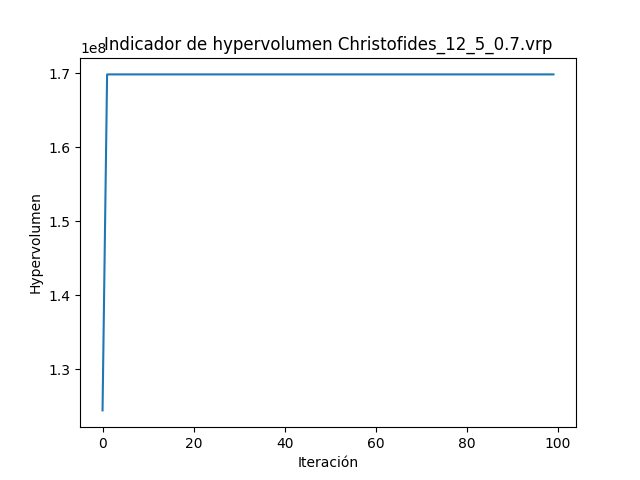 Indicador de hypervolumen Christofides_12_5_0.7.vrp
1e8
1.7
1.6
1.5
1.4
1.3
Hypervolumen
0 20 40 60 80 100
Iteración